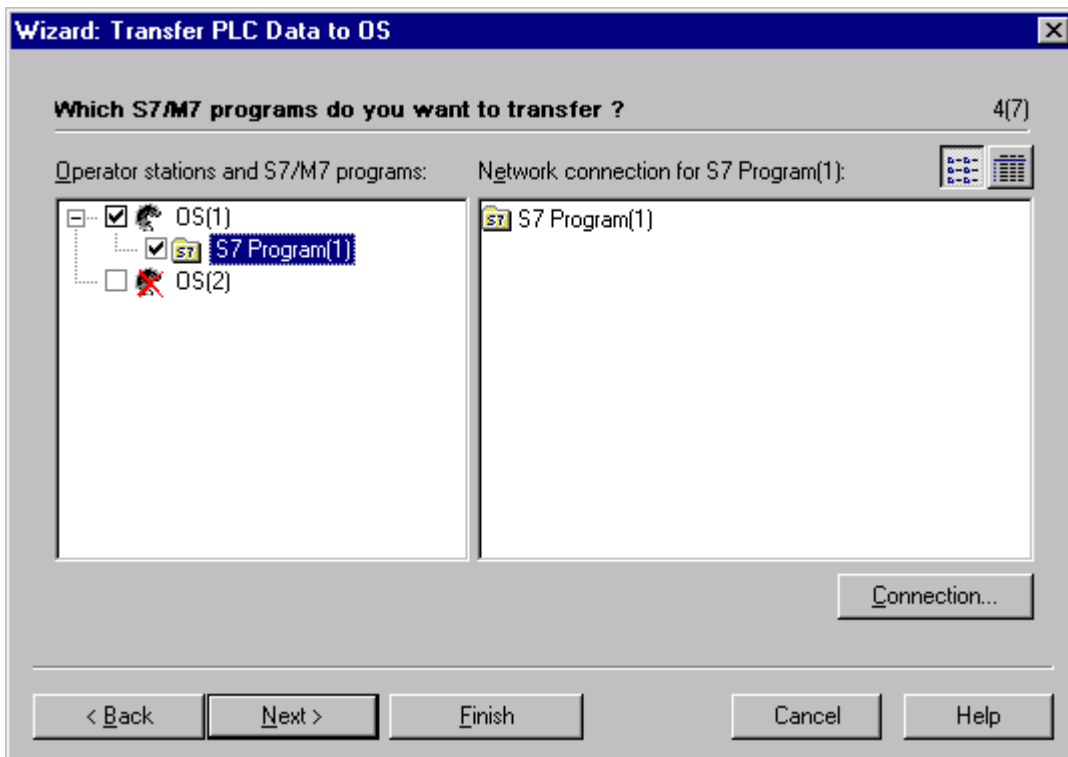 Wizard: Transfer PLC Data to OS
Which S7/M7 programs do you want to transfer ? 4(7)
Operator stations and S7/M7 programs: Network connection for S7 Program(1):
OS(1) S7 S7 Program(1)
S7 S7 Program(1)
OS(2)
Connection...
< Back Next > Finish Cancel Help